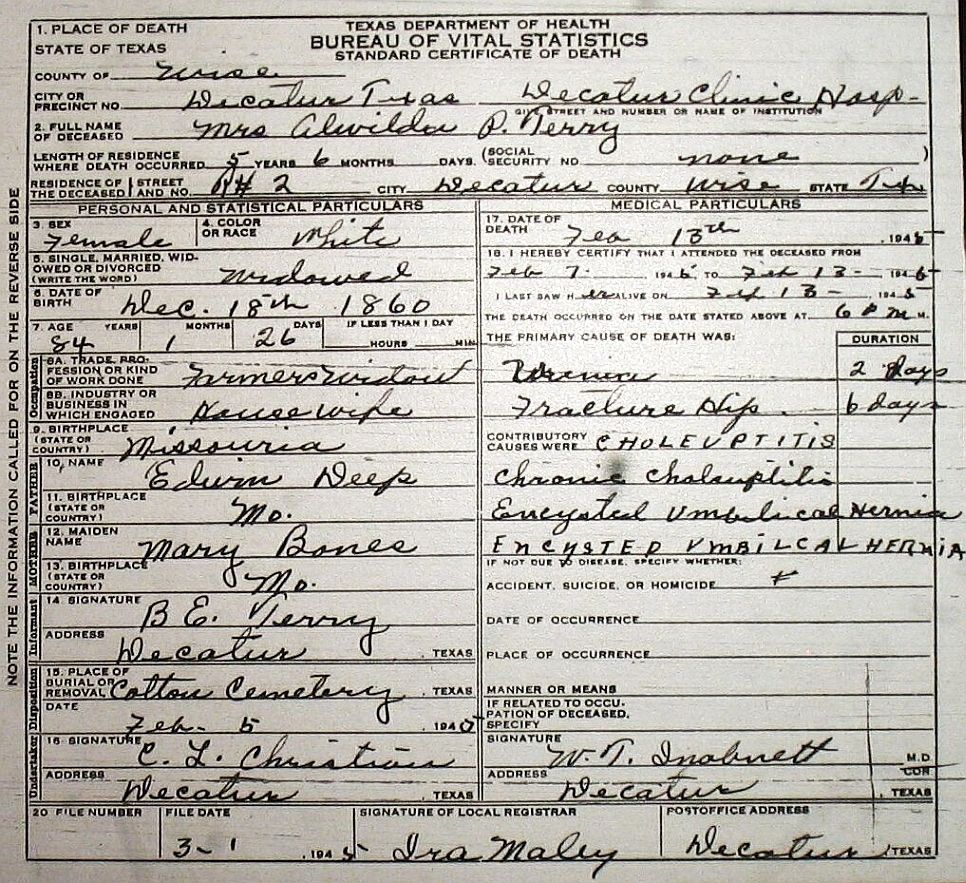 TEXAS DEPARTMENT OF HEALTH
BUREAU OF VITAL STATISTICS
STANDARD CERTIFICATE OF DEATH
1. PLACE OF DEATH
STATE OF TEXAS
COUNTY OF Wise
CITY OR PRECINCT NO. Decatur Texas Decatur Clinic Hosp-
GIVE STREET AND NUMBER OR NAME OF INSTITUTION
2. FULL NAME OF DECEASED Mrs Alwilda P. Terry
LENGTH OF RESIDENCE WHERE DEATH OCCURRED 5 YEARS 6 MONTHS DAYS. (SOCIAL SECURITY NO none)
RESIDENCE OF THE DECEASED STREET AND NO. R# 2 CITY Decatur COUNTY Wise STATE Tex
PERSONAL AND STATISTICAL PARTICULARS
3. SEX Female 4. COLOR OR RACE White
5. SINGLE, MARRIED, WIDOWED OR DIVORCED (WRITE THE WORD) Widowed
6. DATE OF BIRTH Dec. 18th 1860
7. AGE YEARS MONTHS DAYS IF LESS THAN 1 DAY
84 1 26 HOURS MIN.
Occupation
8A. TRADE, PROFESSION OR KIND OF WORK DONE Farmers Widow
8B. INDUSTRY OR BUSINESS IN WHICH ENGAGED House wife
9. BIRTHPLACE (STATE OR COUNTRY) Missouria
FATHER
10. NAME Edwin Deep
11. BIRTHPLACE (STATE OR COUNTRY) Mo.
MOTHER
12. MAIDEN NAME Mary Bones
13. BIRTHPLACE (STATE OR COUNTRY) Mo.
Informant
14. SIGNATURE B E. Terry
ADDRESS Decatur, TEXAS
Disposition
15. PLACE OF BURIAL OR REMOVAL Cotton Cemetery, TEXAS
DATE Feb- 5, 1945
Undertaker
16. SIGNATURE C. L. Christian
ADDRESS Decatur, TEXAS
MEDICAL PARTICULARS
17. DATE OF DEATH Feb 13th, 1945
18. I HEREBY CERTIFY THAT I ATTENDED THE DECEASED FROM
Feb 7. 1945 TO Feb 13- 1945
I LAST SAW H er ALIVE ON Feb 13- 1945
THE DEATH OCCURRED ON THE DATE STATED ABOVE AT 6 P m M.
THE PRIMARY CAUSE OF DEATH WAS: DURATION
Uremia 2 days
Fracture Hip. 6 days
CONTRIBUTORY CAUSES WERE CHOLEUPTITIS
Chronic
Encysted Umbilical Hernia
ENCYSTED UMBILCAL HERNIA
IF NOT DUE TO DISEASE, SPECIFY WHETHER:
ACCIDENT, SUICIDE, OR HOMICIDE
DATE OF OCCURRENCE
PLACE OF OCCURRENCE
MANNER OR MEANS
IF RELATED TO OCCUPATION OF DECEASED, SPECIFY
SIGNATURE W. T. Inabnett M.D.
ADDRESS Decatur, TEXAS
20 FILE NUMBER FILE DATE SIGNATURE OF LOCAL REGISTRAR POSTOFFICE ADDRESS
3-1, 1945 Ira Maley Decatur, TEXAS
NOTE THE INFORMATION CALLED FOR ON THE REVERSE SIDE